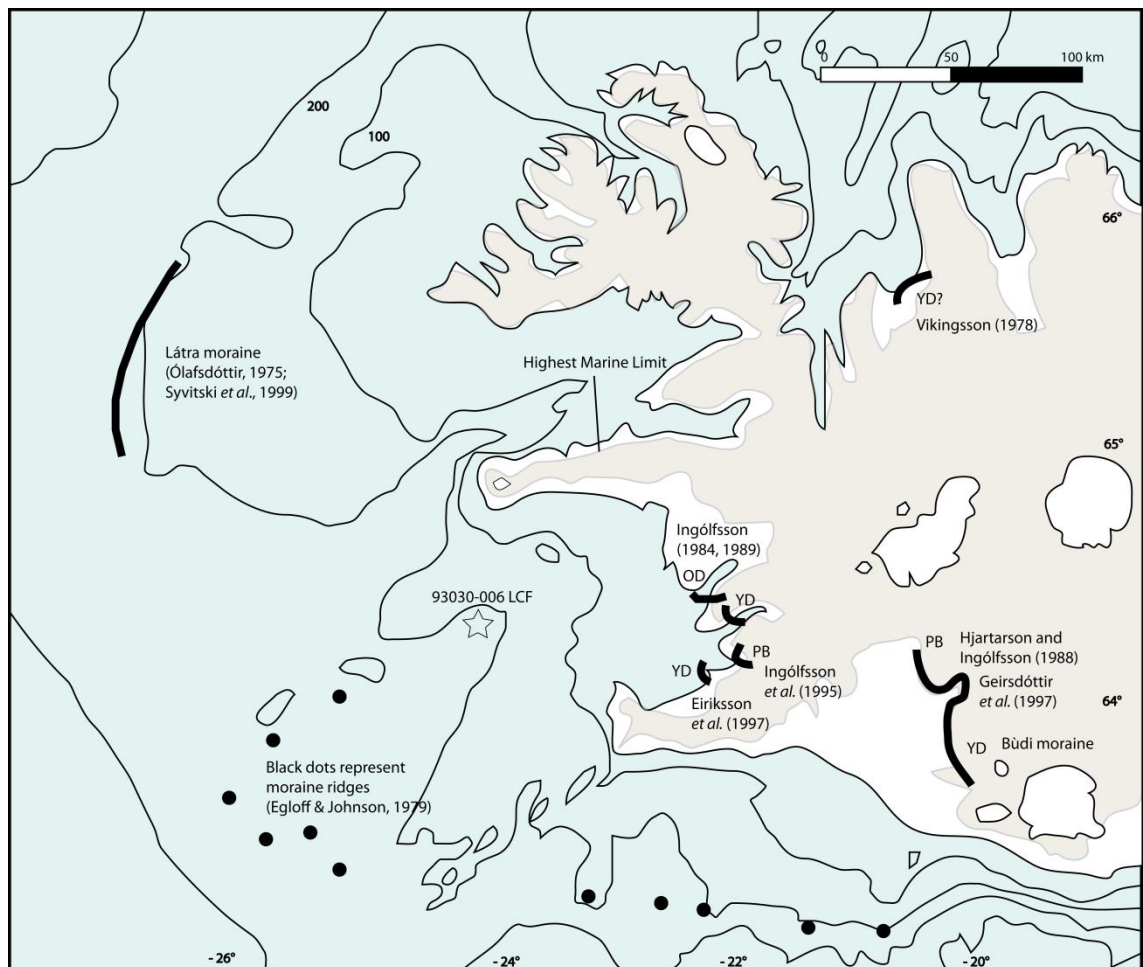 0
50
100 km
200
100
66°
YD?
Vikingsson (1978)
Látra moraine
(Ólafsdóttir, 1975;
Syvitski et al., 1999)
Highest Marine Limit
65°
Ingólfsson
(1984, 1989)
OD
YD
93030-006 LCF
PB
Ingólfsson
et al. (1995)
YD
Eiriksson
et al. (1997)
PB
Hjartarson and
Ingólfsson (1988)
Geirsdóttir
et al. (1997)
64°
YD
Bùdi moraine
Black dots represent
moraine ridges
(Egloff & Johnson, 1979)
- 26°
- 24°
- 22°
- 20°